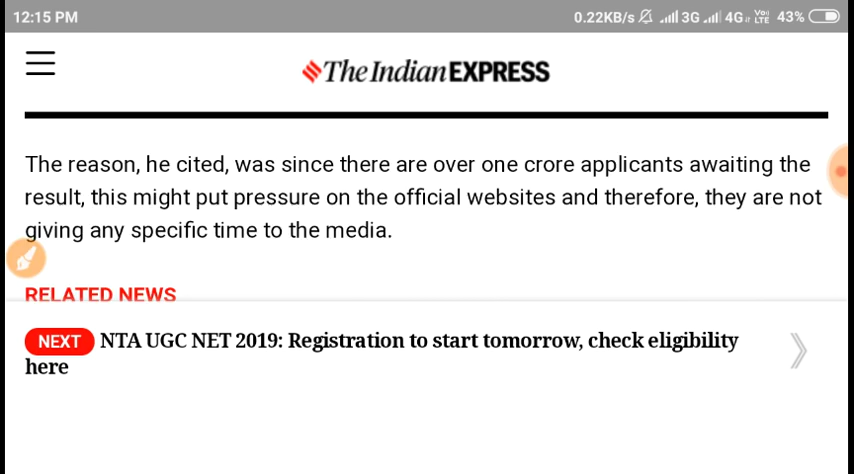 12:15 PM 0.22KB/s 3G 4G VoLTE 43%
The Indian EXPRESS
The reason, he cited, was since there are over one crore applicants awaiting the
result, this might put pressure on the official websites and therefore, they are not
giving any specific time to the media.
RELATED NEWS
NEXT NTA UGC NET 2019: Registration to start tomorrow, check eligibility
here